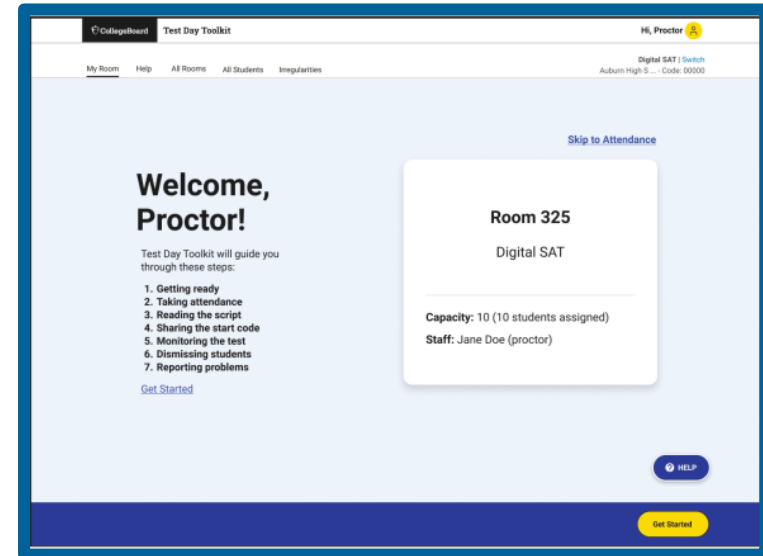 CollegeBoard Test Day Toolkit Hi, Proctor
My Room Help All Rooms All Students Irregularities
Digital SAT | Switch
Auburn High S ... - Code: 00000
Skip to Attendance
Welcome,
Proctor!
Test Day Toolkit will guide you
through these steps:
1. Getting ready
2. Taking attendance
3. Reading the script
4. Sharing the start code
5. Monitoring the test
6. Dismissing students
7. Reporting problems
Get Started
Room 325
Digital SAT
Capacity: 10 (10 students assigned)
Staff: Jane Doe (proctor)
? HELP
Get Started